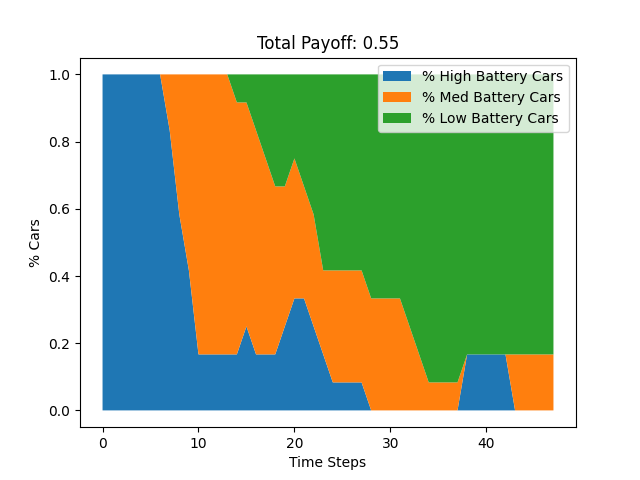 Total Payoff: 0.55
% High Battery Cars
% Med Battery Cars
% Low Battery Cars
1.0
0.8
0.6
0.4
0.2
0.0
% Cars
0 10 20 30 40
Time Steps